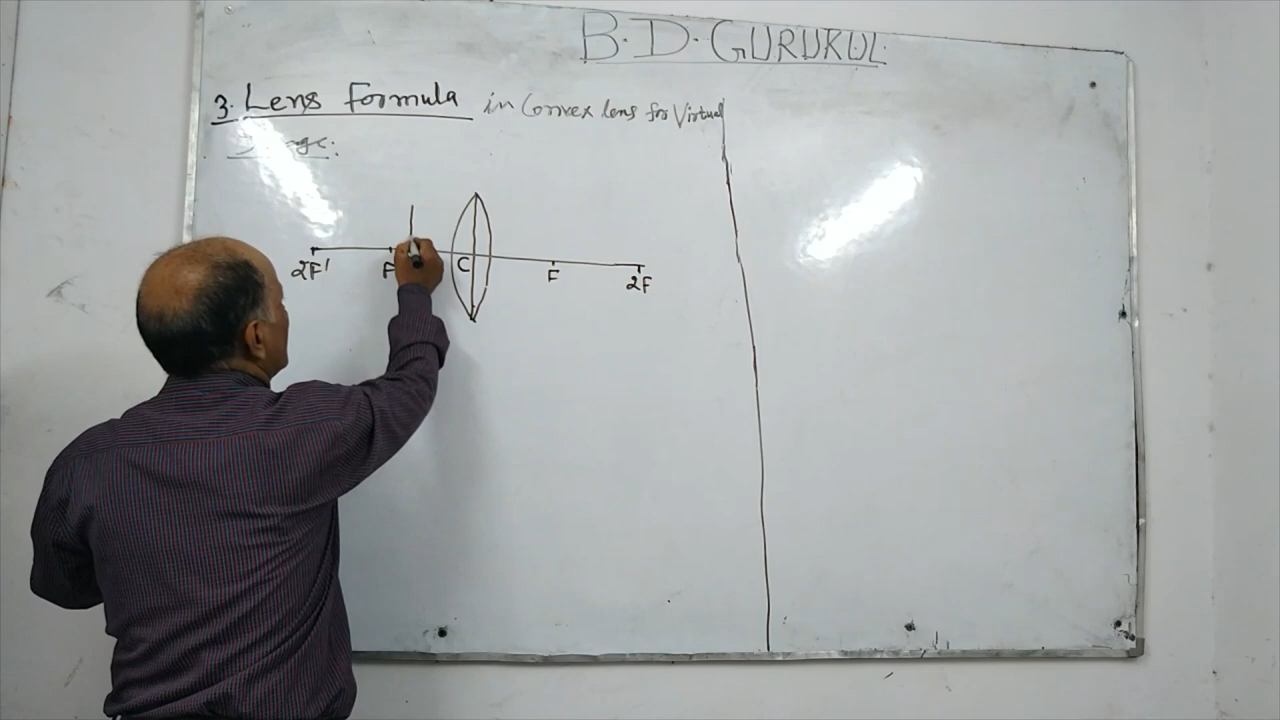 B. D. GURUKUL.
3. Lens Formula in Convex lens for Virtual
2F' F C F 2F